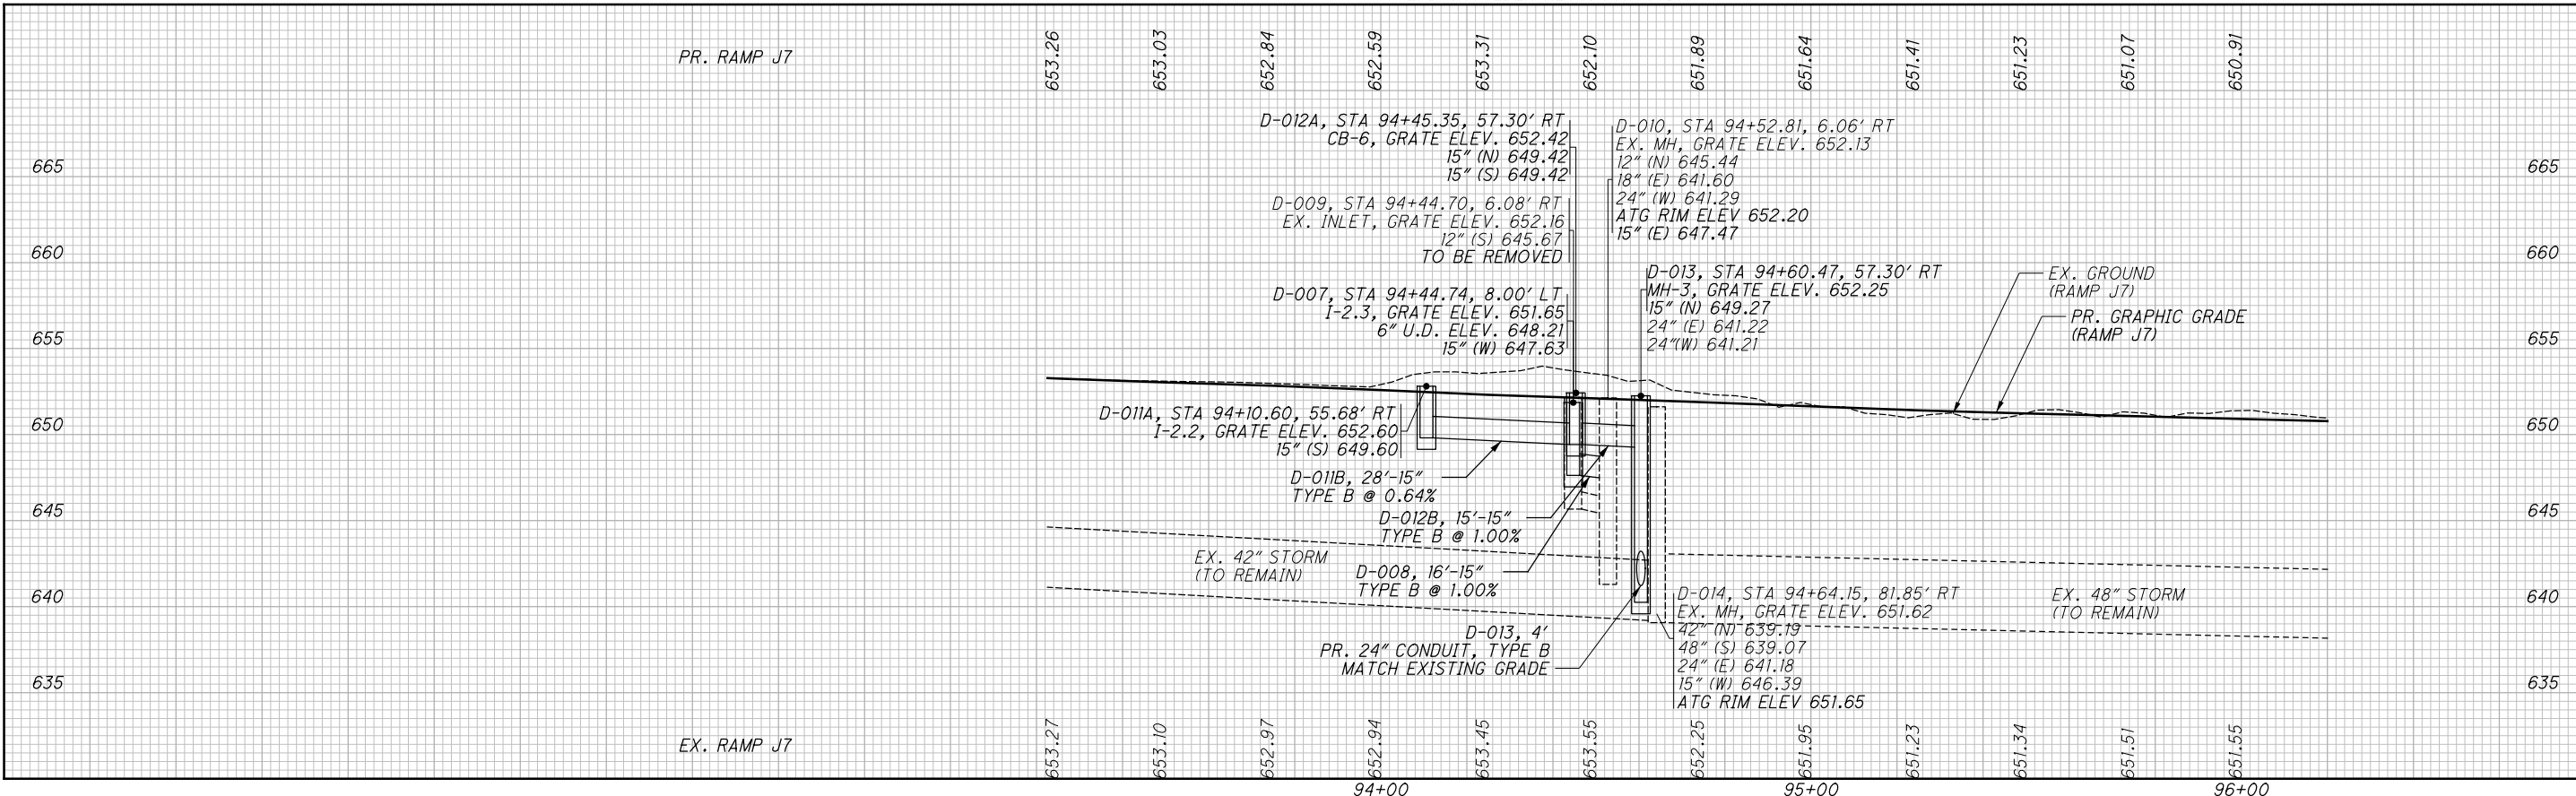 PR. RAMP J7
653.26
653.03
652.84
652.59
653.31
652.10
651.89
651.64
651.41
651.23
651.07
650.91
D-012A, STA 94+45.35, 57.30' RT
CB-6, GRATE ELEV. 652.42
15" (N) 649.42
15" (S) 649.42
D-010, STA 94+52.81, 6.06' RT
EX. MH, GRATE ELEV. 652.13
12" (N) 645.44
18" (E) 641.60
24" (W) 641.29
ATG RIM ELEV 652.20
15" (E) 647.47
665
665
D-009, STA 94+44.70, 6.08' RT
EX. INLET, GRATE ELEV. 652.16
12" (S) 645.67
TO BE REMOVED
660
660
D-007, STA 94+44.74, 8.00' LT
I-2.3, GRATE ELEV. 651.65
6" U.D. ELEV. 648.21
15" (W) 647.63
D-013, STA 94+60.47, 57.30' RT
MH-3, GRATE ELEV. 652.25
15" (N) 649.27
24" (E) 641.22
24"(W) 641.21
EX. GROUND
(RAMP J7)
PR. GRAPHIC GRADE
(RAMP J7)
655
655
D-011A, STA 94+10.60, 55.68' RT
I-2.2, GRATE ELEV. 652.60
15" (S) 649.60
650
650
D-011B, 28'-15"
TYPE B @ 0.64%
645
645
D-012B, 15'-15"
TYPE B @ 1.00%
EX. 42" STORM
(TO REMAIN)
D-008, 16'-15"
TYPE B @ 1.00%
640
640
D-014, STA 94+64.15, 81.85' RT
EX. MH, GRATE ELEV. 651.62
42" (N) 639.19
48" (S) 639.07
24" (E) 641.18
15" (W) 646.39
ATG RIM ELEV 651.65
EX. 48" STORM
(TO REMAIN)
D-013, 4'
PR. 24" CONDUIT, TYPE B
MATCH EXISTING GRADE
635
635
EX. RAMP J7
653.27
653.10
652.97
652.94
653.45
653.55
652.25
651.95
651.23
651.34
651.51
651.55
94+00
95+00
96+00